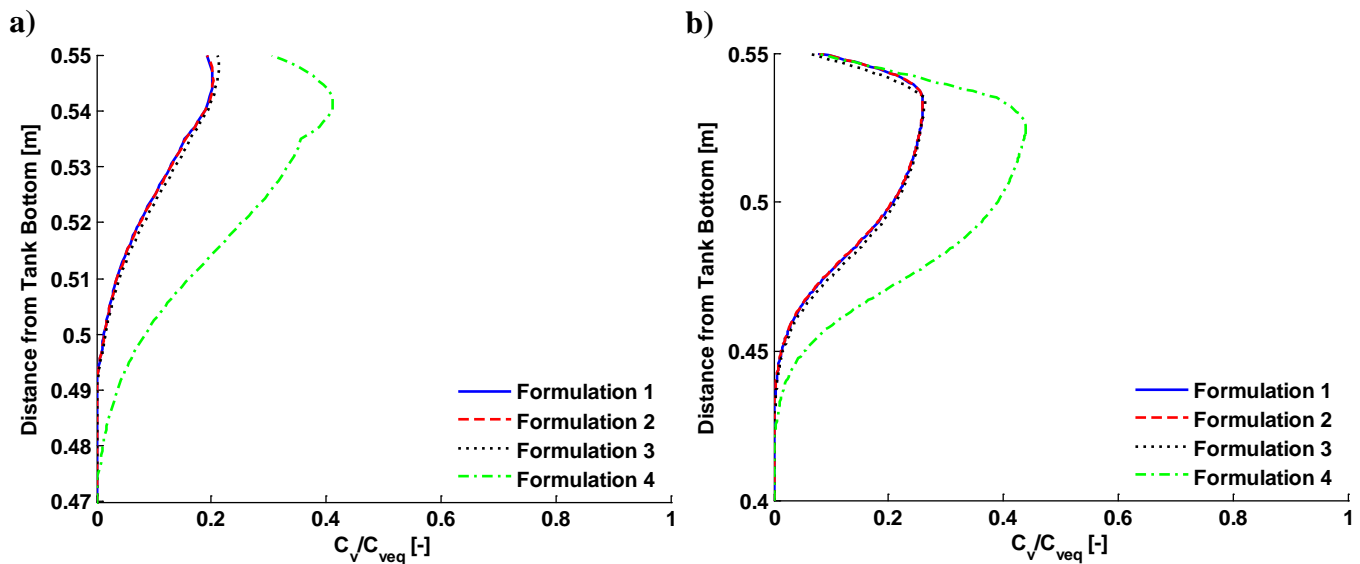 a)
Distance from Tank Bottom [m]
0.55
0.54
0.53
0.52
0.51
0.5
0.49
0.48
0.47
0
0.2
0.4
0.6
0.8
1
C_v/C_veq [-]
Formulation 1
Formulation 2
Formulation 3
Formulation 4
b)
Distance from Tank Bottom [m]
0.55
0.5
0.45
0.4
0
0.2
0.4
0.6
0.8
1
C_v/C_veq [-]
Formulation 1
Formulation 2
Formulation 3
Formulation 4